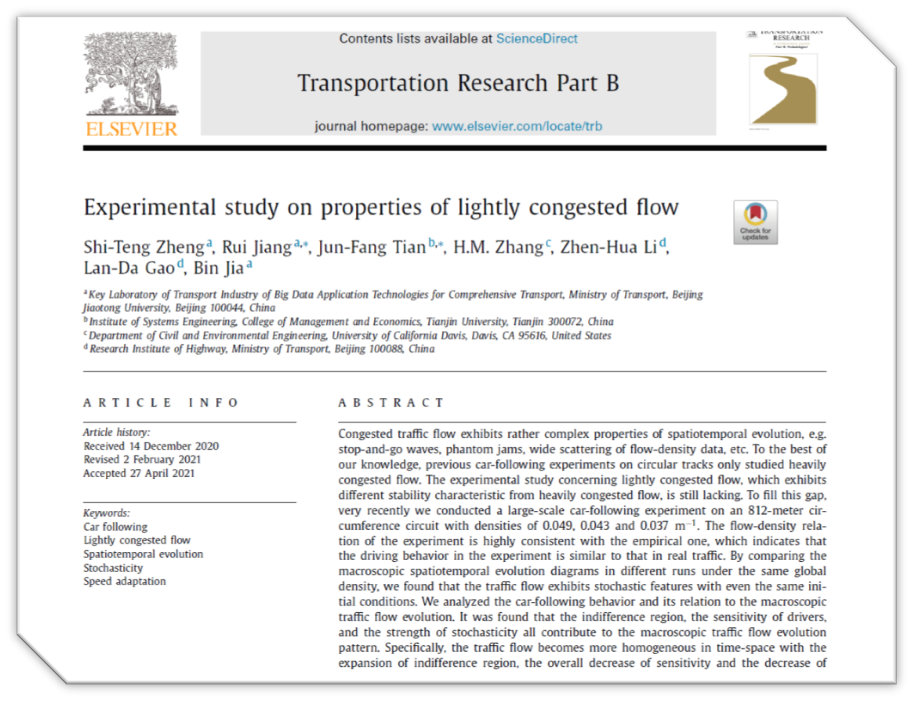 Contents lists available at ScienceDirect
Transportation Research Part B
journal homepage: www.elsevier.com/locate/trb
ELSEVIER
TRANSPORTATION
RESEARCH
Experimental study on properties of lightly congested flow
Check for
updates
Shi-Teng Zheng a, Rui Jiang a,*, Jun-Fang Tian b,*, H.M. Zhang c, Zhen-Hua Li d,
Lan-Da Gao d, Bin Jia a
a Key Laboratory of Transport Industry of Big Data Application Technologies for Comprehensive Transport, Ministry of Transport, Beijing
Jiaotong University, Beijing 100044, China
b Institute of Systems Engineering, College of Management and Economics, Tianjin University, Tianjin 300072, China
c Department of Civil and Environmental Engineering, University of California Davis, Davis, CA 95616, United States
d Research Institute of Highway, Ministry of Transport, Beijing 100088, China
ARTICLE INFO
Article history:
Received 14 December 2020
Revised 2 February 2021
Accepted 27 April 2021
Keywords:
Car following
Lightly congested flow
Spatiotemporal evolution
Stochasticity
Speed adaptation
ABSTRACT
Congested traffic flow exhibits rather complex properties of spatiotemporal evolution, e.g.
stop-and-go waves, phantom jams, wide scattering of flow-density data, etc. To the best of
our knowledge, previous car-following experiments on circular tracks only studied heavily
congested flow. The experimental study concerning lightly congested flow, which exhibits
different stability characteristic from heavily congested flow, is still lacking. To fill this gap,
very recently we conducted a large-scale car-following experiment on an 812-meter cir-
cumference circuit with densities of 0.049, 0.043 and 0.037 m−1. The flow-density rela-
tion of the experiment is highly consistent with the empirical one, which indicates that
the driving behavior in the experiment is similar to that in real traffic. By comparing the
macroscopic spatiotemporal evolution diagrams in different runs under the same global
density, we found that the traffic flow exhibits stochastic features with even the same ini-
tial conditions. We analyzed the car-following behavior and its relation to the macroscopic
traffic flow evolution. It was found that the indifference region, the sensitivity of drivers,
and the strength of stochasticity all contribute to the macroscopic traffic flow evolution
pattern. Specifically, the traffic flow becomes more homogeneous in time-space with the
expansion of indifference region, the overall decrease of sensitivity and the decrease of